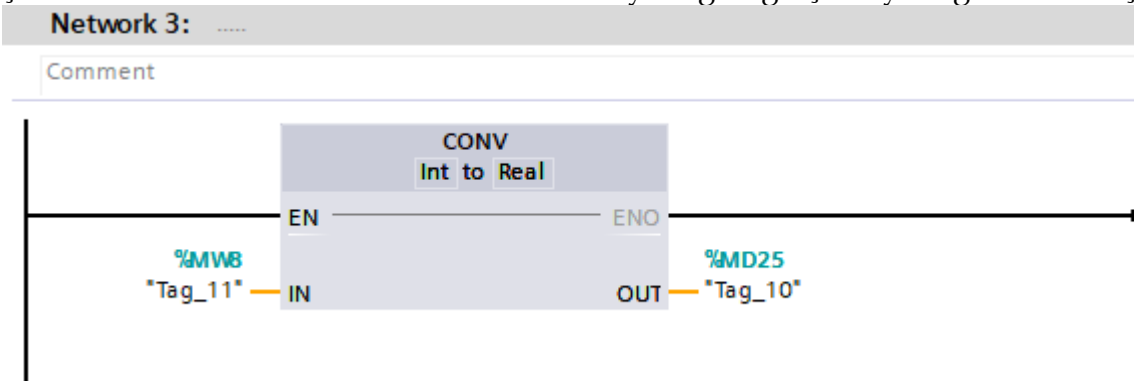 Network 3: .....
Comment
CONV
Int to Real
EN ENO
%MW8 %MD25
"Tag_11" IN OUT "Tag_10"